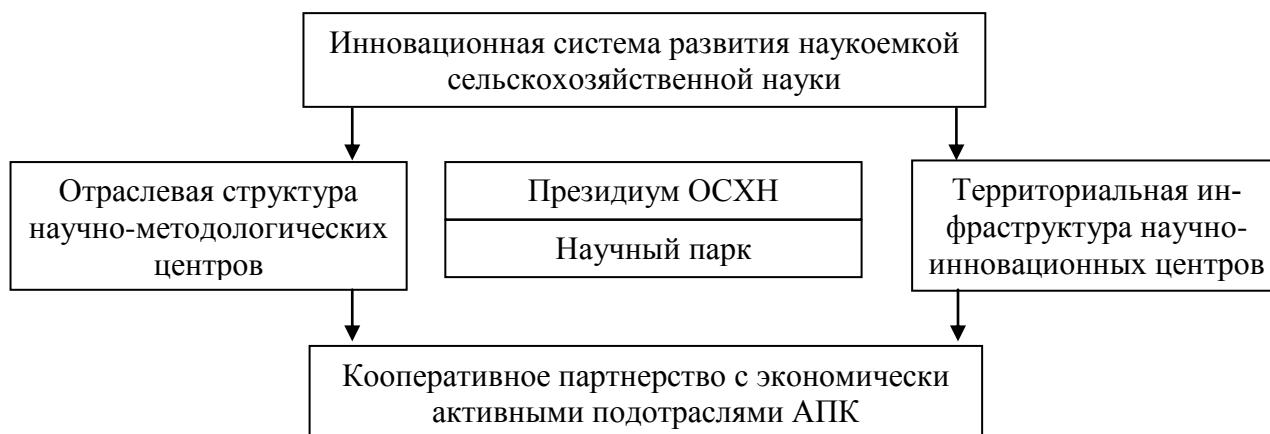 Инновационная система развития наукоемкой
сельскохозяйственной науки
Отраслевая структура
научно-методологических
центров
Президиум ОСХН
Научный парк
Территориальная ин-
фраструктура научно-
инновационных центров
Кооперативное партнерство с экономически
активными подотраслями АПК